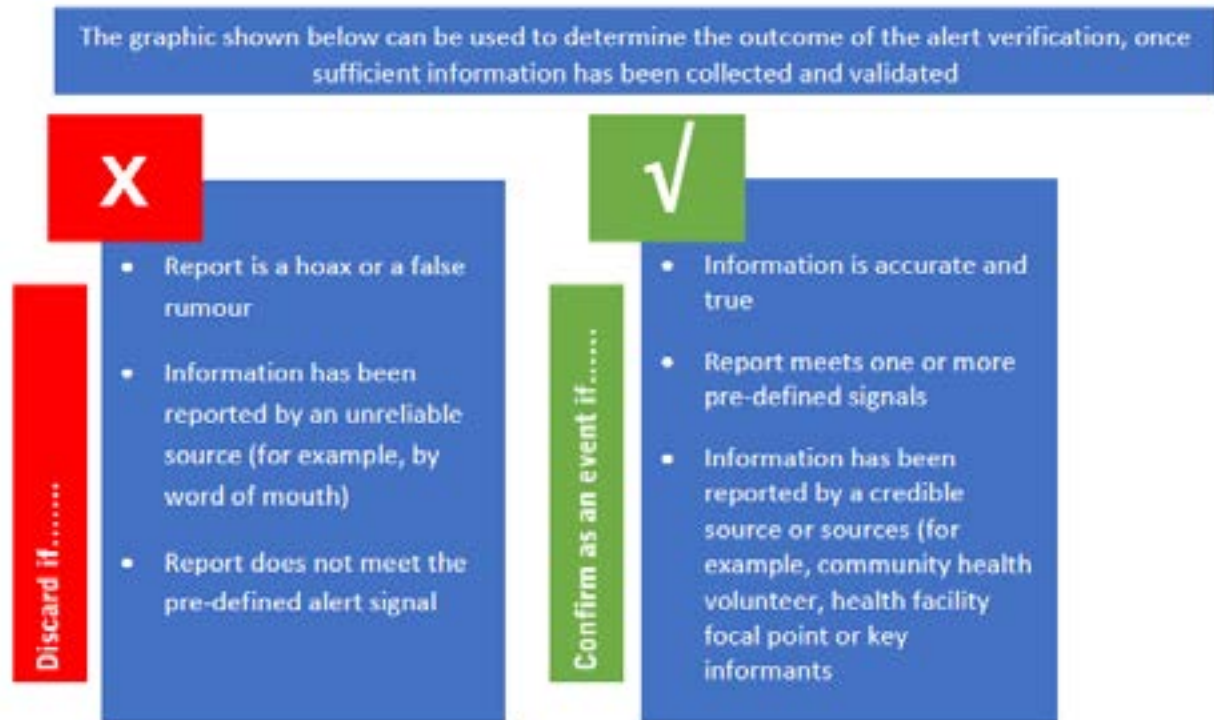 The graphic shown below can be used to determine the outcome of the alert verification, once
sufficient information has been collected and validated
X
Discard if.......
• Report is a hoax or a false
rumour
• Information has been
reported by an unreliable
source (for example, by
word of mouth)
• Report does not meet the
pre-defined alert signal
√
Confirm as an event if......
• Information is accurate and
true
• Report meets one or more
pre-defined signals
• Information has been
reported by a credible
source or sources (for
example, community health
volunteer, health facility
focal point or key
informants